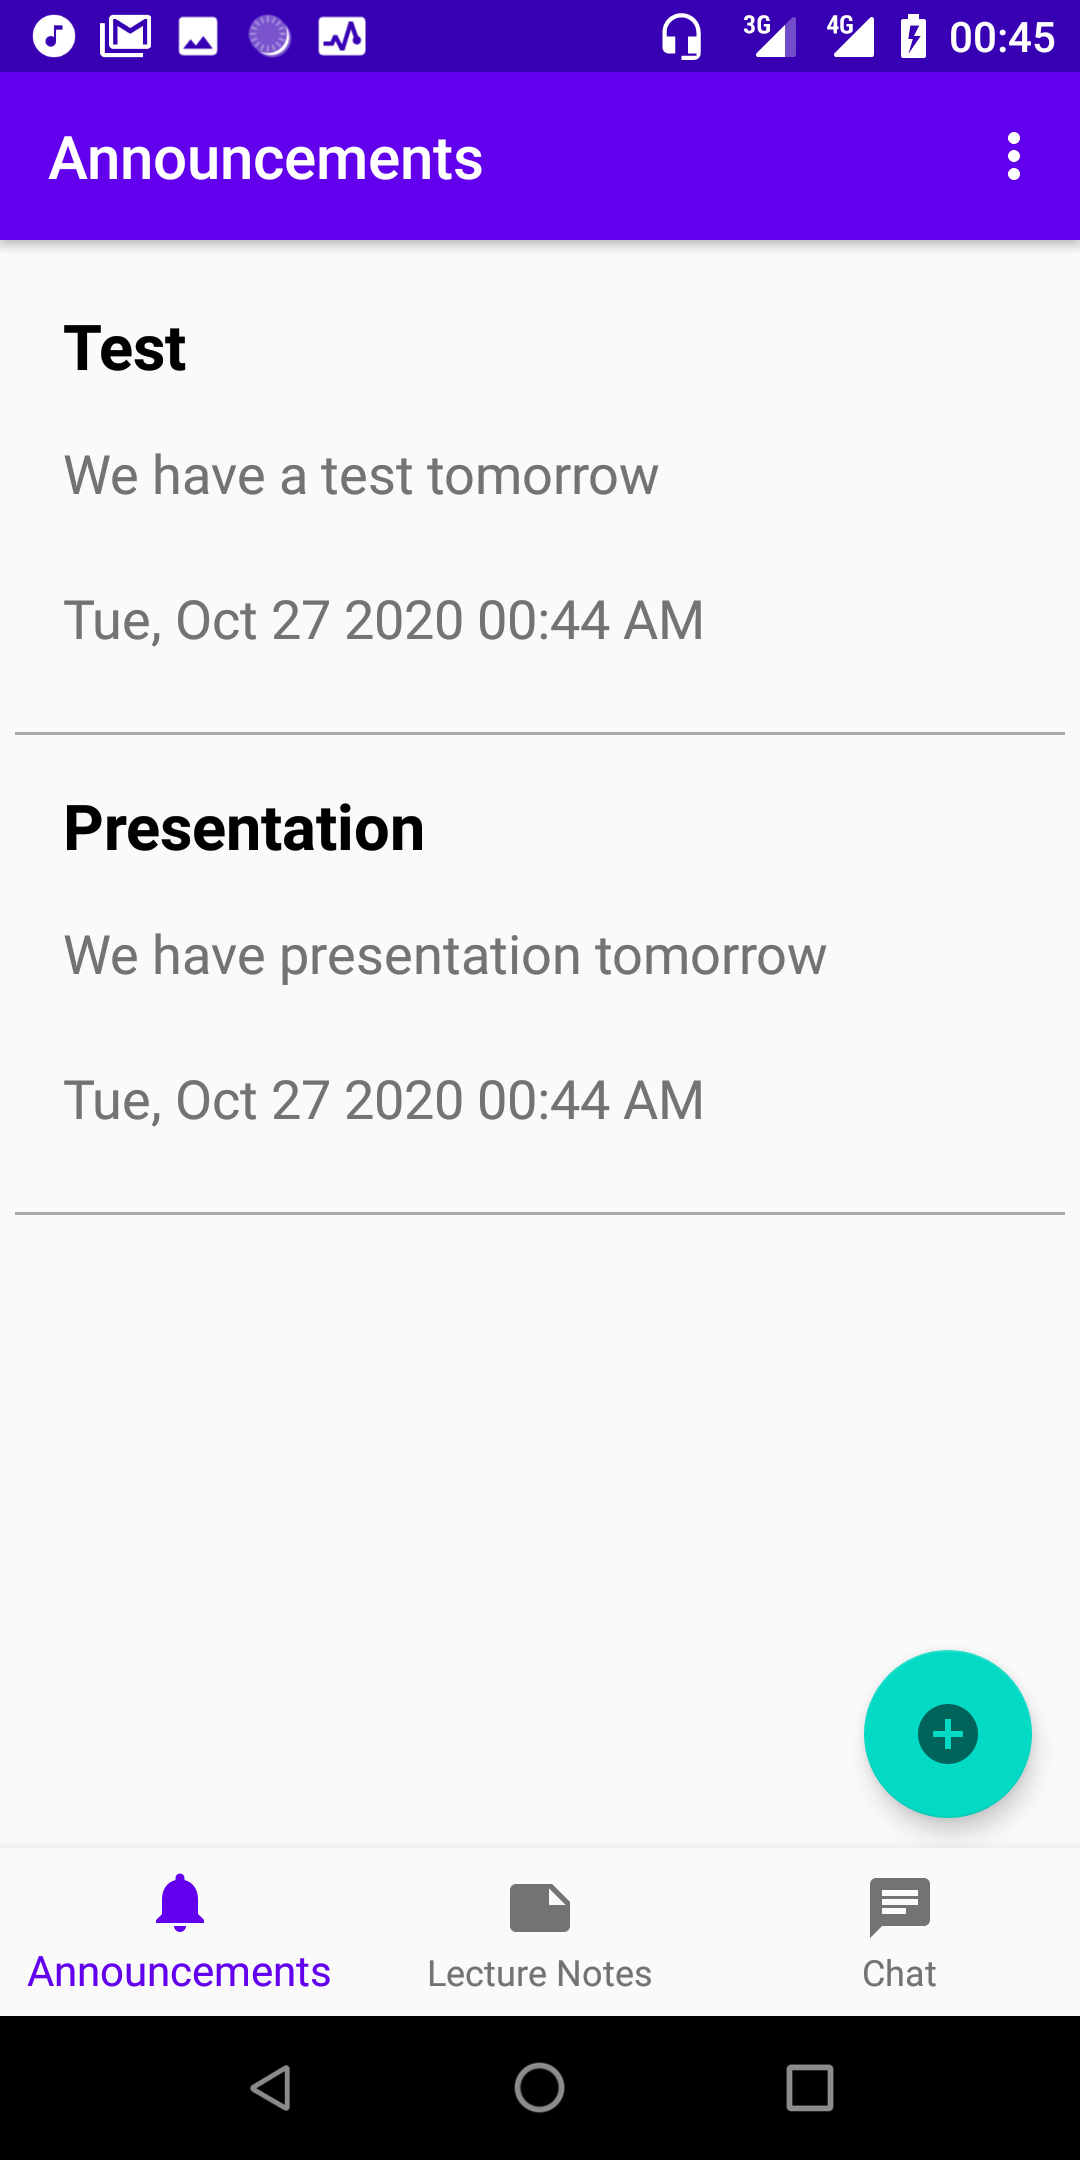 3G 4G 00:45
Announcements
Test
We have a test tomorrow
Tue, Oct 27 2020 00:44 AM
Presentation
We have presentation tomorrow
Tue, Oct 27 2020 00:44 AM
Announcements Lecture Notes Chat